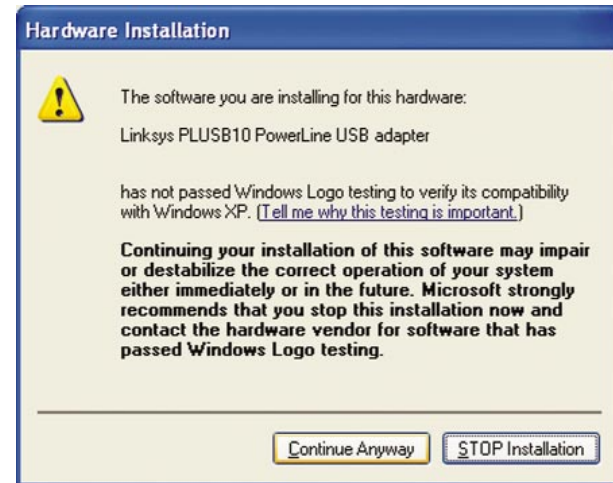 Hardware Installation
The software you are installing for this hardware:
Linksys PLUSB10 PowerLine USB adapter
has not passed Windows Logo testing to verify its compatibility
with Windows XP. (Tell me why this testing is important.)
Continuing your installation of this software may impair
or destabilize the correct operation of your system
either immediately or in the future. Microsoft strongly
recommends that you stop this installation now and
contact the hardware vendor for software that has
passed Windows Logo testing.
Continue Anyway STOP Installation